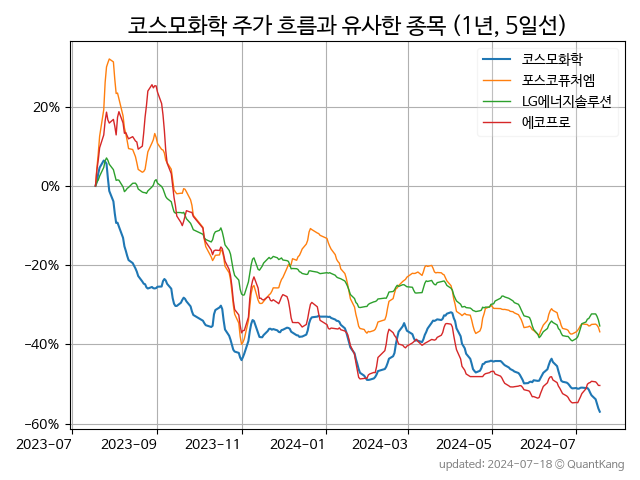 코스모화학 주가 흐름과 유사한 종목 (1년, 5일선)
코스모화학
포스코퓨처엠
LG에너지솔루션
에코프로
20%
0%
−20%
−40%
−60%
2023-07 2023-09 2023-11 2024-01 2024-03 2024-05 2024-07
updated: 2024-07-18 © QuantKang